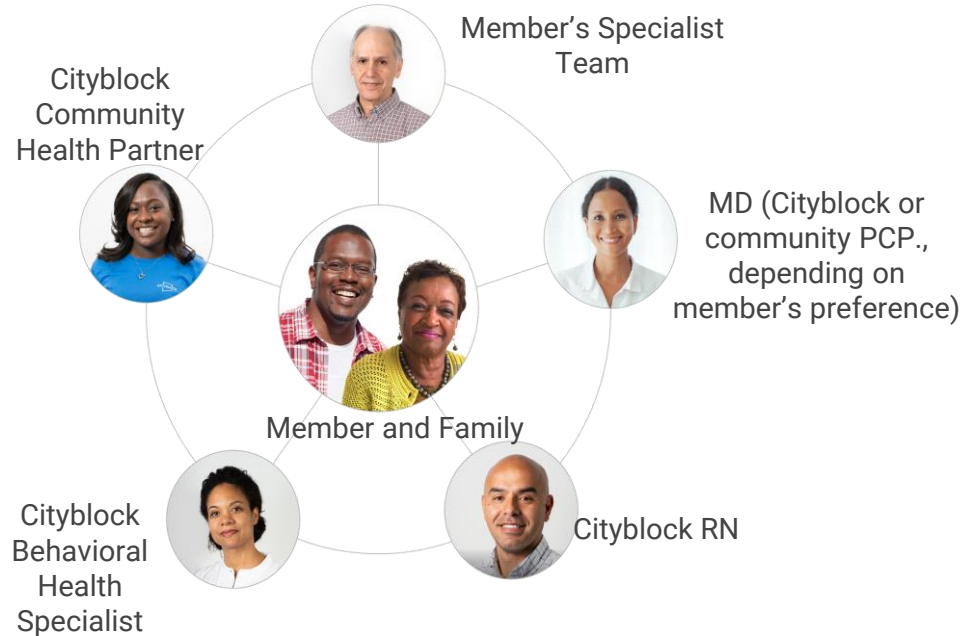 Member’s Specialist
Team
Cityblock
Community
Health Partner
MD (Cityblock or
community PCP.,
depending on
member’s preference)
Member and Family
Cityblock RN
Cityblock
Behavioral
Health
Specialist